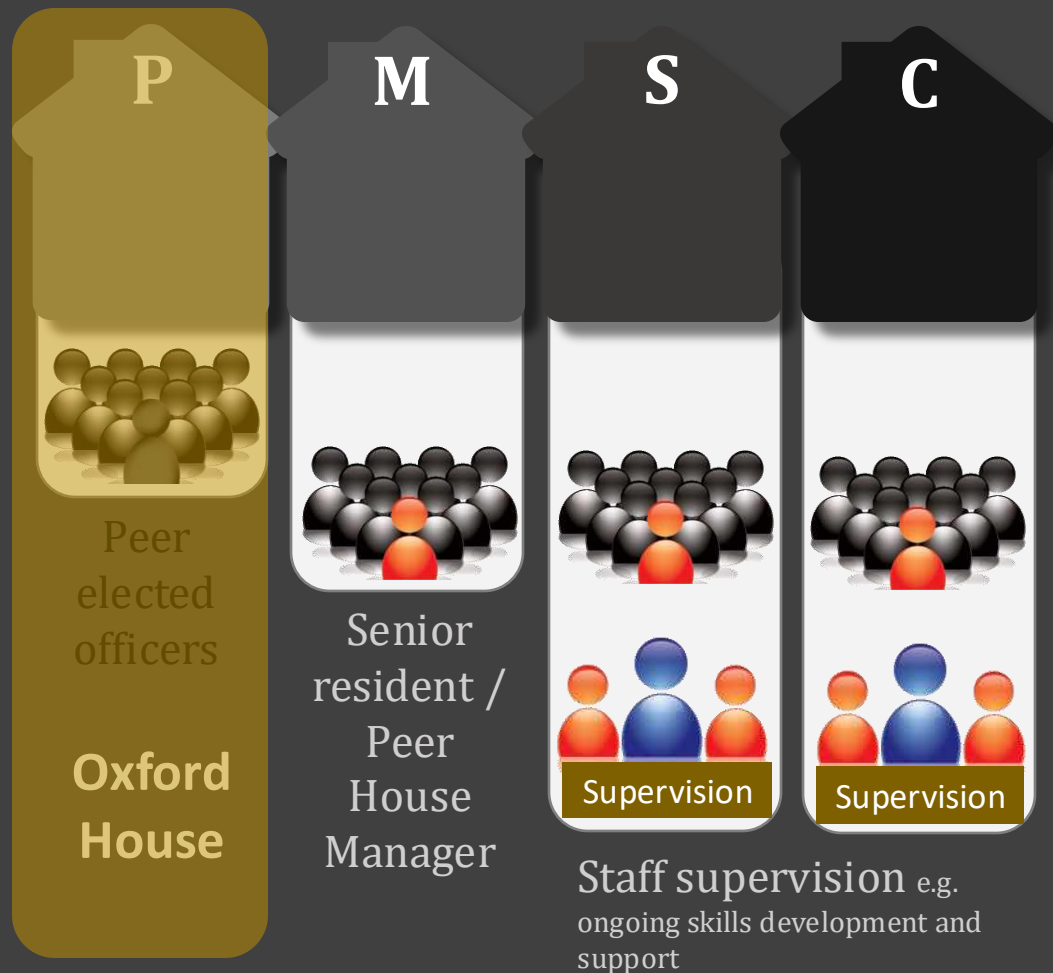 P
M
S
C
Peer
elected
officers
Oxford
House
Senior
resident /
Peer
House
Manager
Supervision
Supervision
Staff supervision e.g.
ongoing skills development and
support